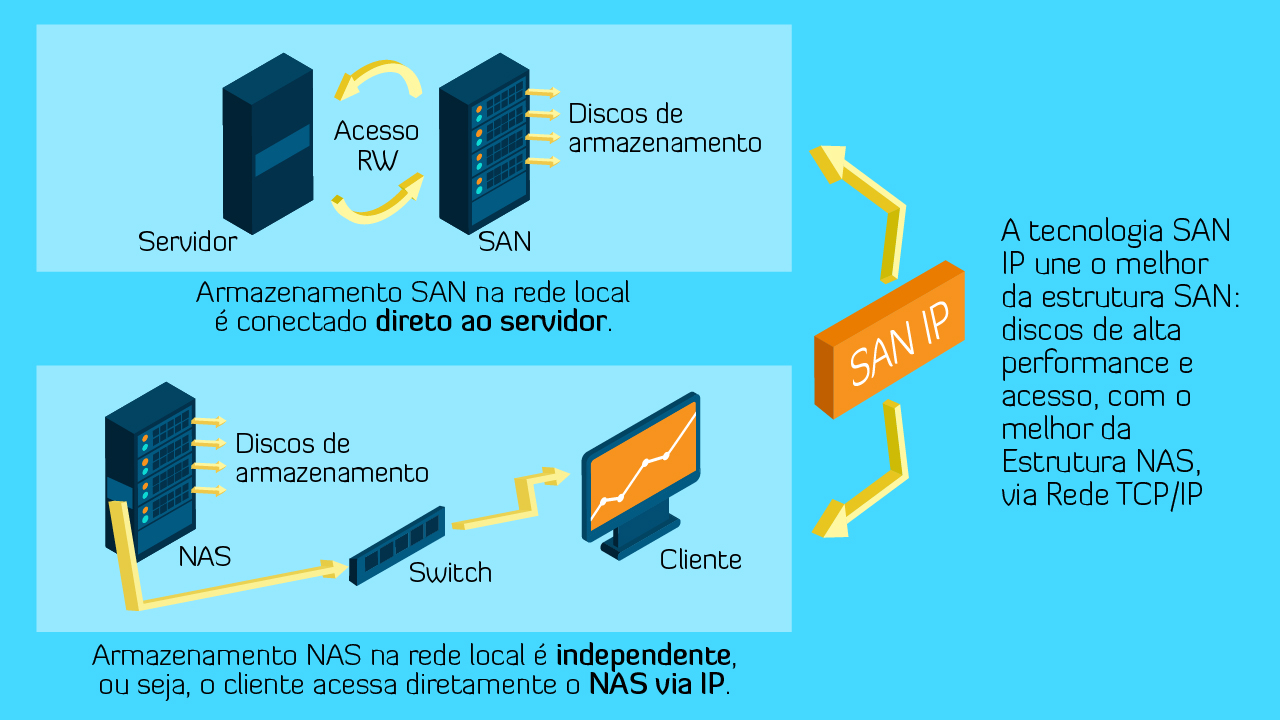 Servidor
Acesso
RW
SAN
Discos de
armazenamento
Armazenamento SAN na rede local
é conectado direto ao servidor.
NAS
Discos de
armazenamento
Switch
Cliente
Armazenamento NAS na rede local é independente,
ou seja, o cliente acessa diretamente o NAS via IP.
SAN IP
A tecnologia SAN
IP une o melhor
da estrutura SAN:
discos de alta
performance e
acesso, com o
melhor da
Estrutura NAS,
via Rede TCP/IP